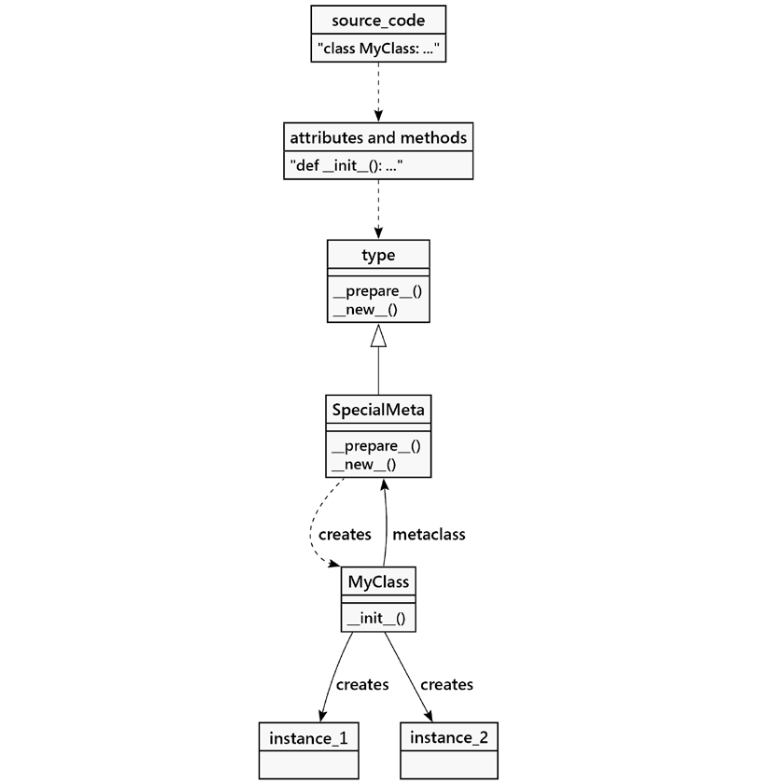 source_code
"class MyClass: ..."
attributes and methods
"def __init__(): ..."
type
__prepare__()
__new__()
SpecialMeta
__prepare__()
__new__()
creates
metaclass
MyClass
__init__()
creates
creates
instance_1
instance_2